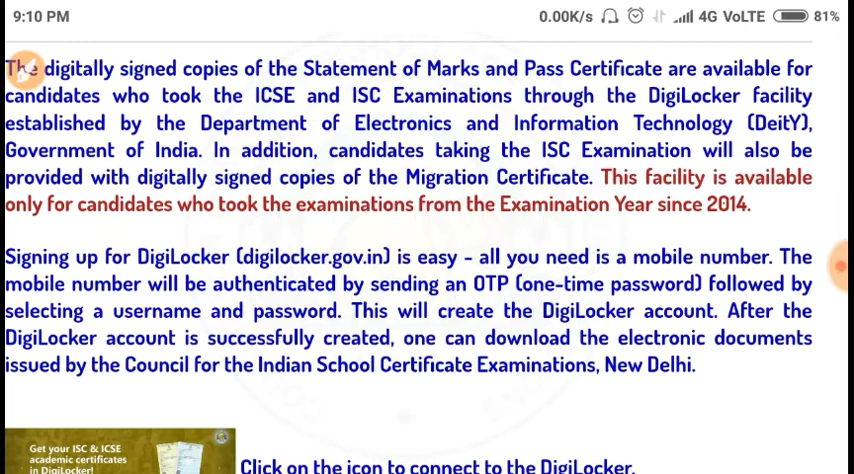 9:10 PM 0.00K/s 4G VoLTE 81%
The digitally signed copies of the Statement of Marks and Pass Certificate are available for
candidates who took the ICSE and ISC Examinations through the DigiLocker facility
established by the Department of Electronics and Information Technology (DeitY),
Government of India. In addition, candidates taking the ISC Examination will also be
provided with digitally signed copies of the Migration Certificate. This facility is available
only for candidates who took the examinations from the Examination Year since 2014.
Signing up for DigiLocker (digilocker.gov.in) is easy - all you need is a mobile number. The
mobile number will be authenticated by sending an OTP (one-time password) followed by
selecting a username and password. This will create the DigiLocker account. After the
DigiLocker account is successfully created, one can download the electronic documents
issued by the Council for the Indian School Certificate Examinations, New Delhi.
Get your ISC & ICSE
academic certificates
in DigiLocker!
Click on the icon to connect to the DigiLocker.